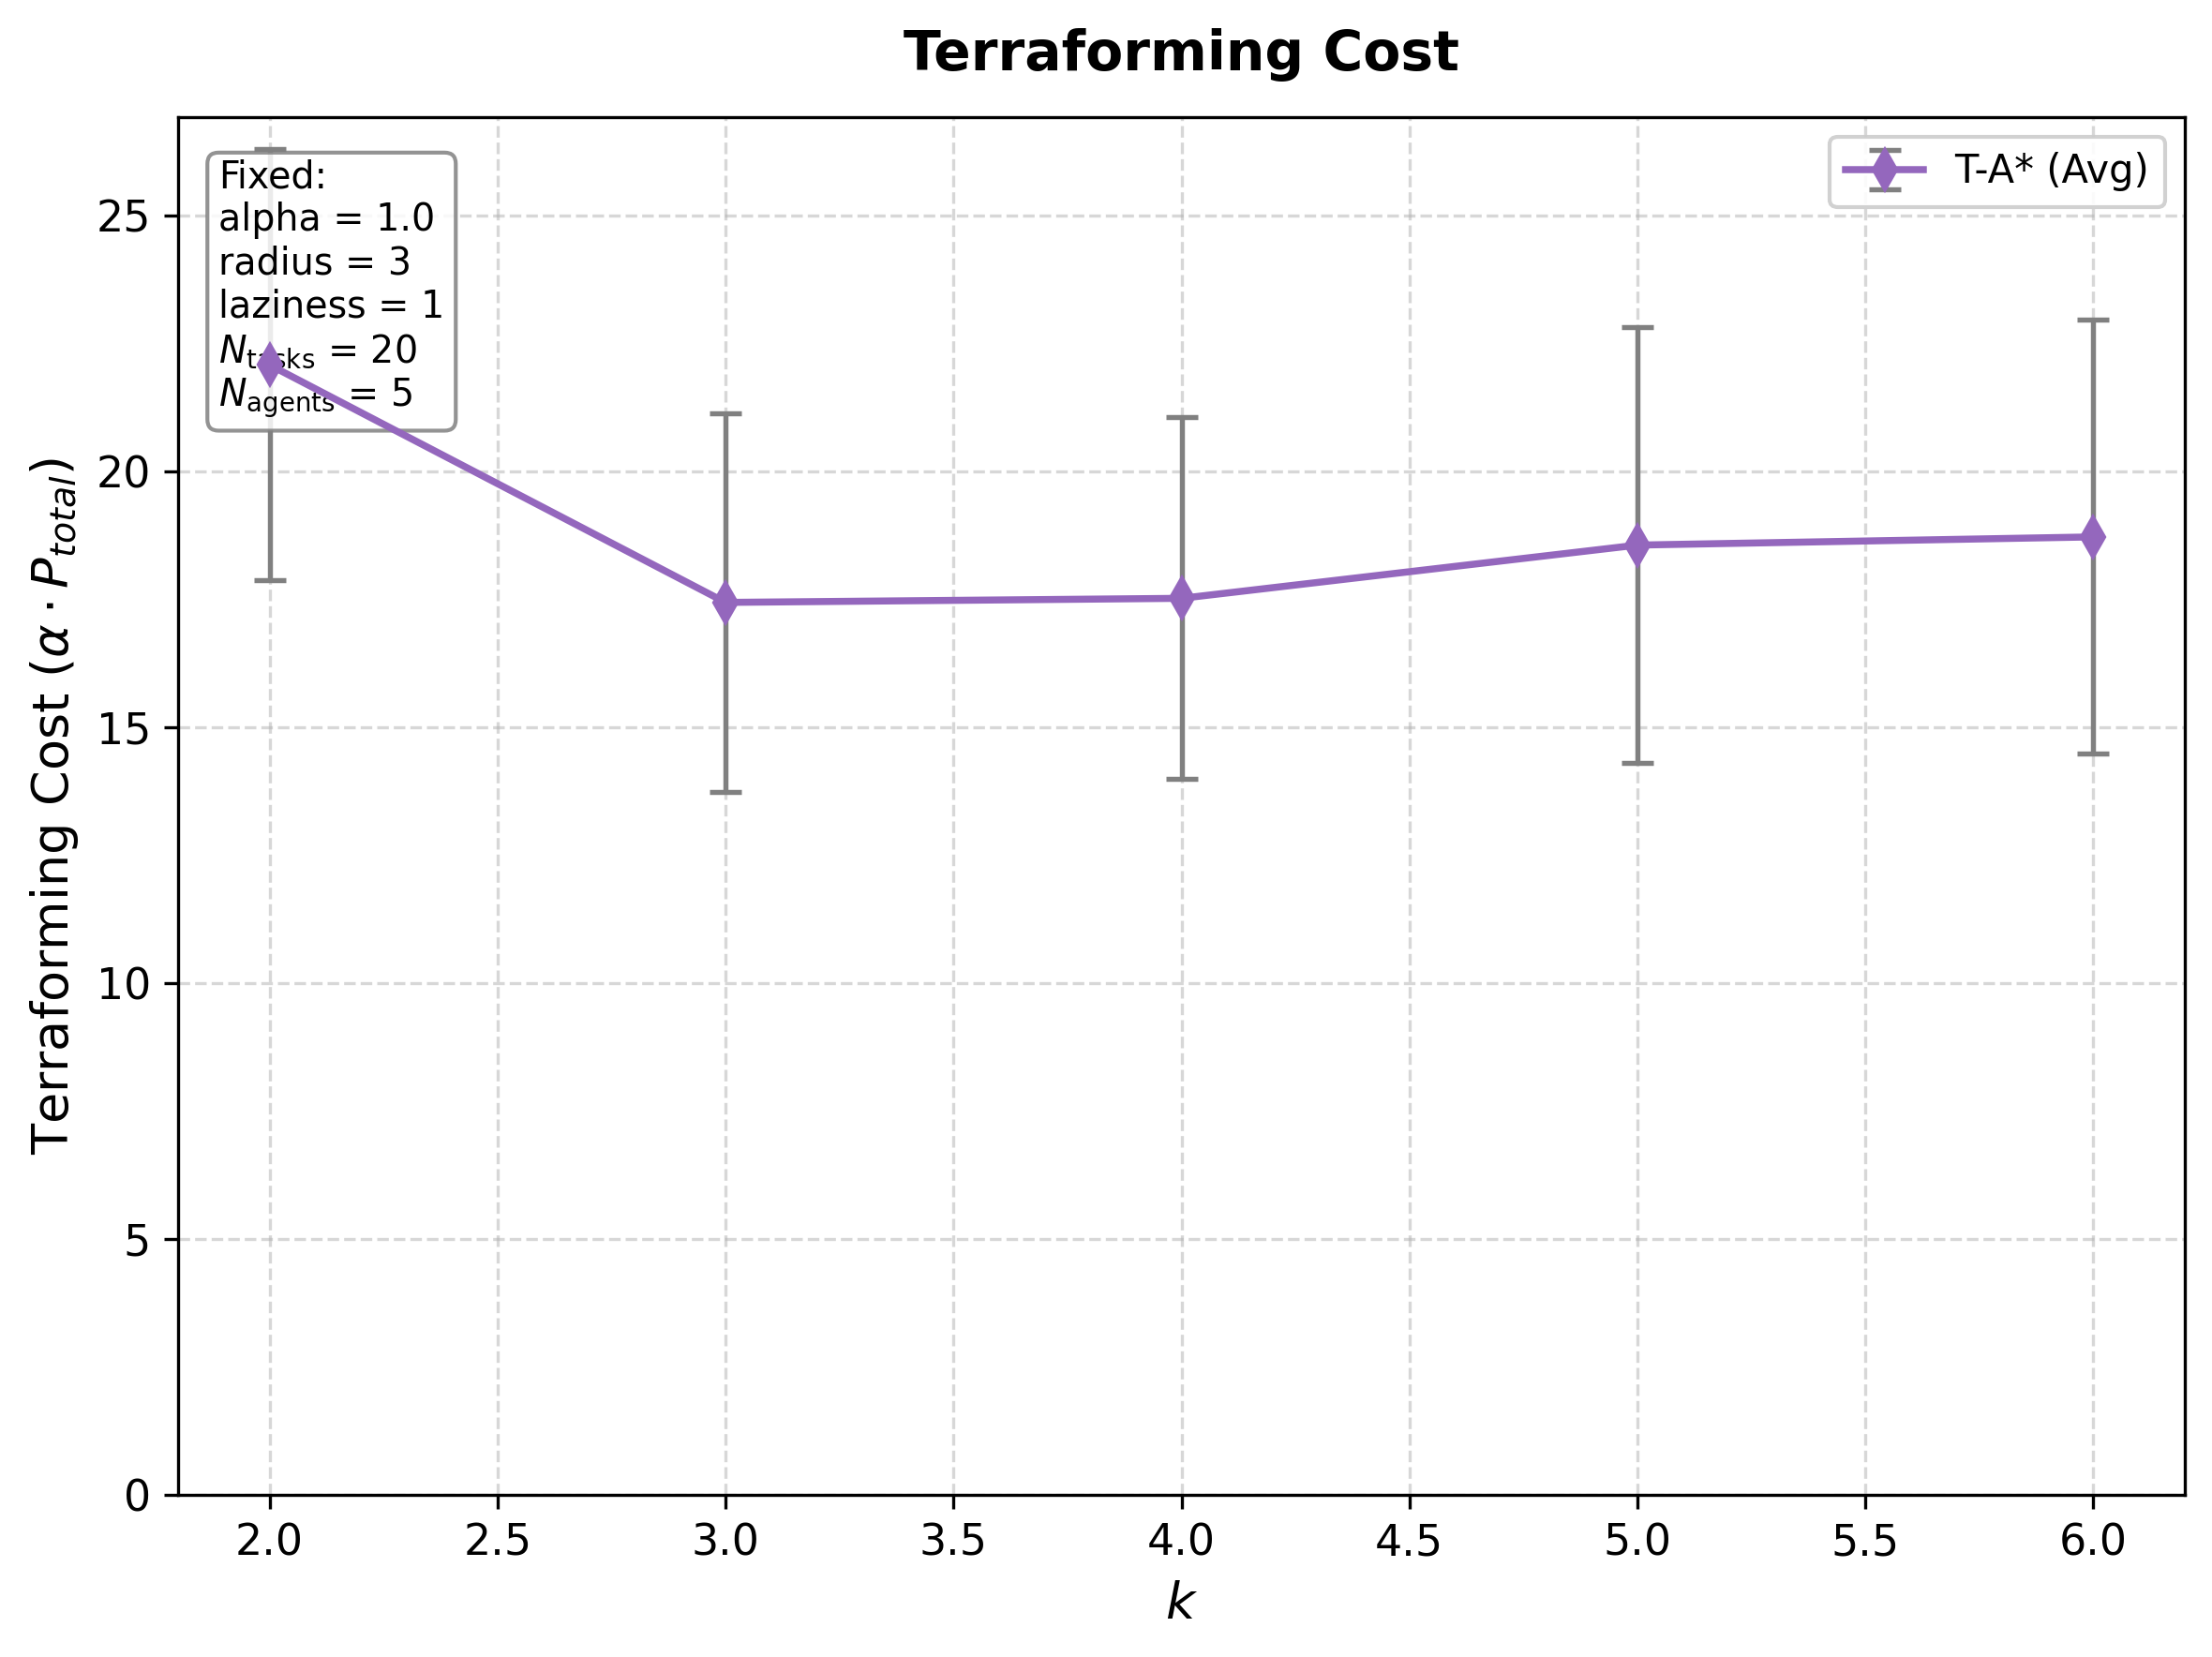 Terraforming Cost
Fixed:
alpha = 1.0
radius = 3
laziness = 1
N_tasks = 20
N_agents = 5
T-A* (Avg)
Terraforming Cost (α · P_total)
25
20
15
10
5
0
2.0 2.5 3.0 3.5 4.0 4.5 5.0 5.5 6.0
k